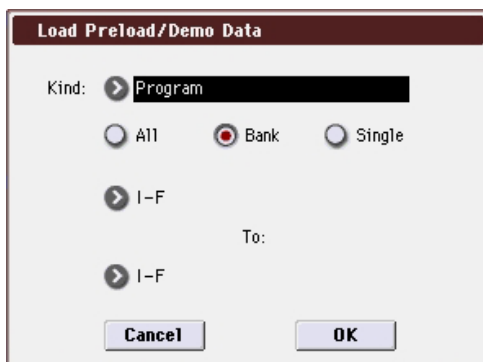 Load Preload/Demo Data
Kind: Program
All Bank Single
I-F
To:
I-F
Cancel OK